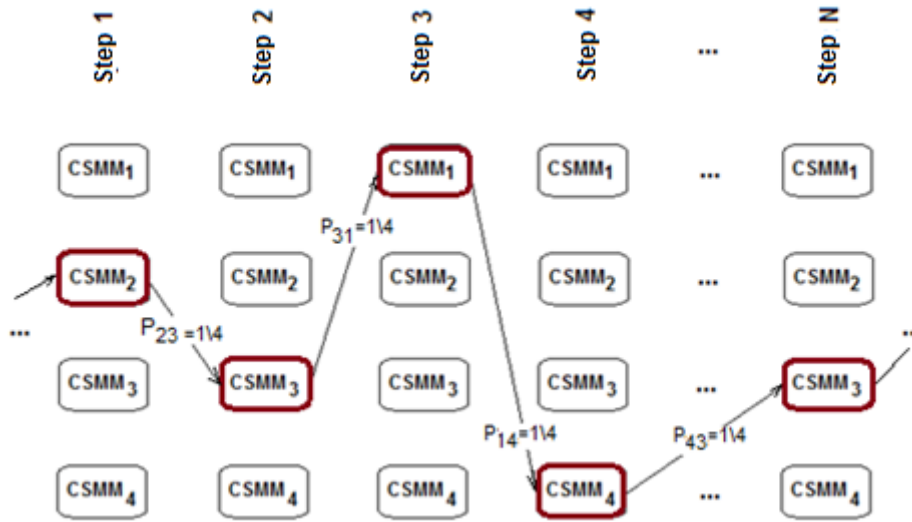 Step 1 Step 2 Step 3 Step 4 ... Step N
CSMM1 CSMM1 CSMM1 CSMM1 ... CSMM1
P31=1\4
CSMM2 CSMM2 CSMM2 CSMM2 ... CSMM2
... P23 =1\4 ...
CSMM3 CSMM3 CSMM3 CSMM3 ... CSMM3
P14=1\4 P43=1\4
CSMM4 CSMM4 CSMM4 CSMM4 ... CSMM4